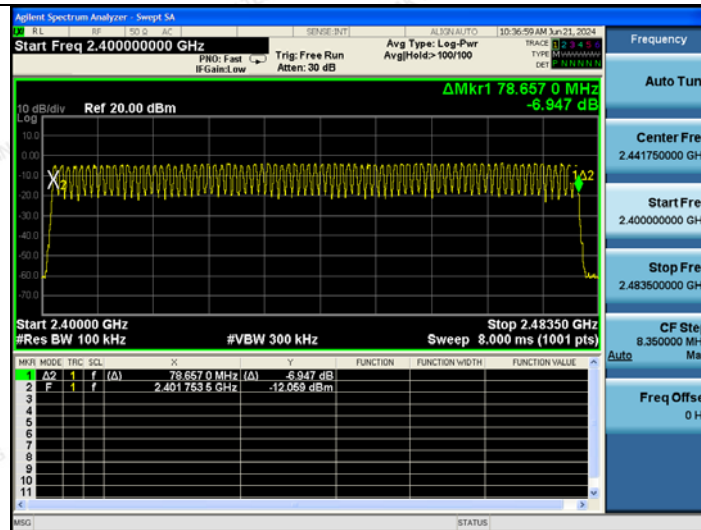 Agilent Spectrum Analyzer - Swept SA
RL RF 50 Ω AC SENSE:INT ALIGNAUTO 10:36:59 AM Jun 21, 2024
Start Freq 2.400000000 GHz
PNO: Fast
IFGain:Low
Trig: Free Run
Atten: 30 dB
Avg Type: Log-Pwr
Avg|Hold:>100/100
TRACE 1 2 3 4 5 6
TYPE M W W W W W
DET P N N N N N
ΔMkr1 78.657 0 MHz
-6.947 dB
10 dB/div Ref 20.00 dBm
Log
10.0
0.00
-10.0
-20.0
-30.0
-40.0
-50.0
-60.0
-70.0
2
1Δ2
Start 2.40000 GHz Stop 2.48350 GHz
#Res BW 100 kHz #VBW 300 kHz Sweep 8.000 ms (1001 pts)
MKR MODE TRC SCL X Y FUNCTION FUNCTION WIDTH FUNCTION VALUE
1 Δ2 1 f (Δ) 78.657 0 MHz (Δ) -6.947 dB
2 F 1 f 2.401 753 5 GHz -12.059 dBm
3
4
5
6
7
8
9
10
11
MSG STATUS
Frequency
Auto Tun
Center Fre
2.441750000 GH
Start Fre
2.400000000 GH
Stop Fre
2.483500000 GH
CF Ste
8.350000 MH
Auto Ma
Freq Offse
0 H